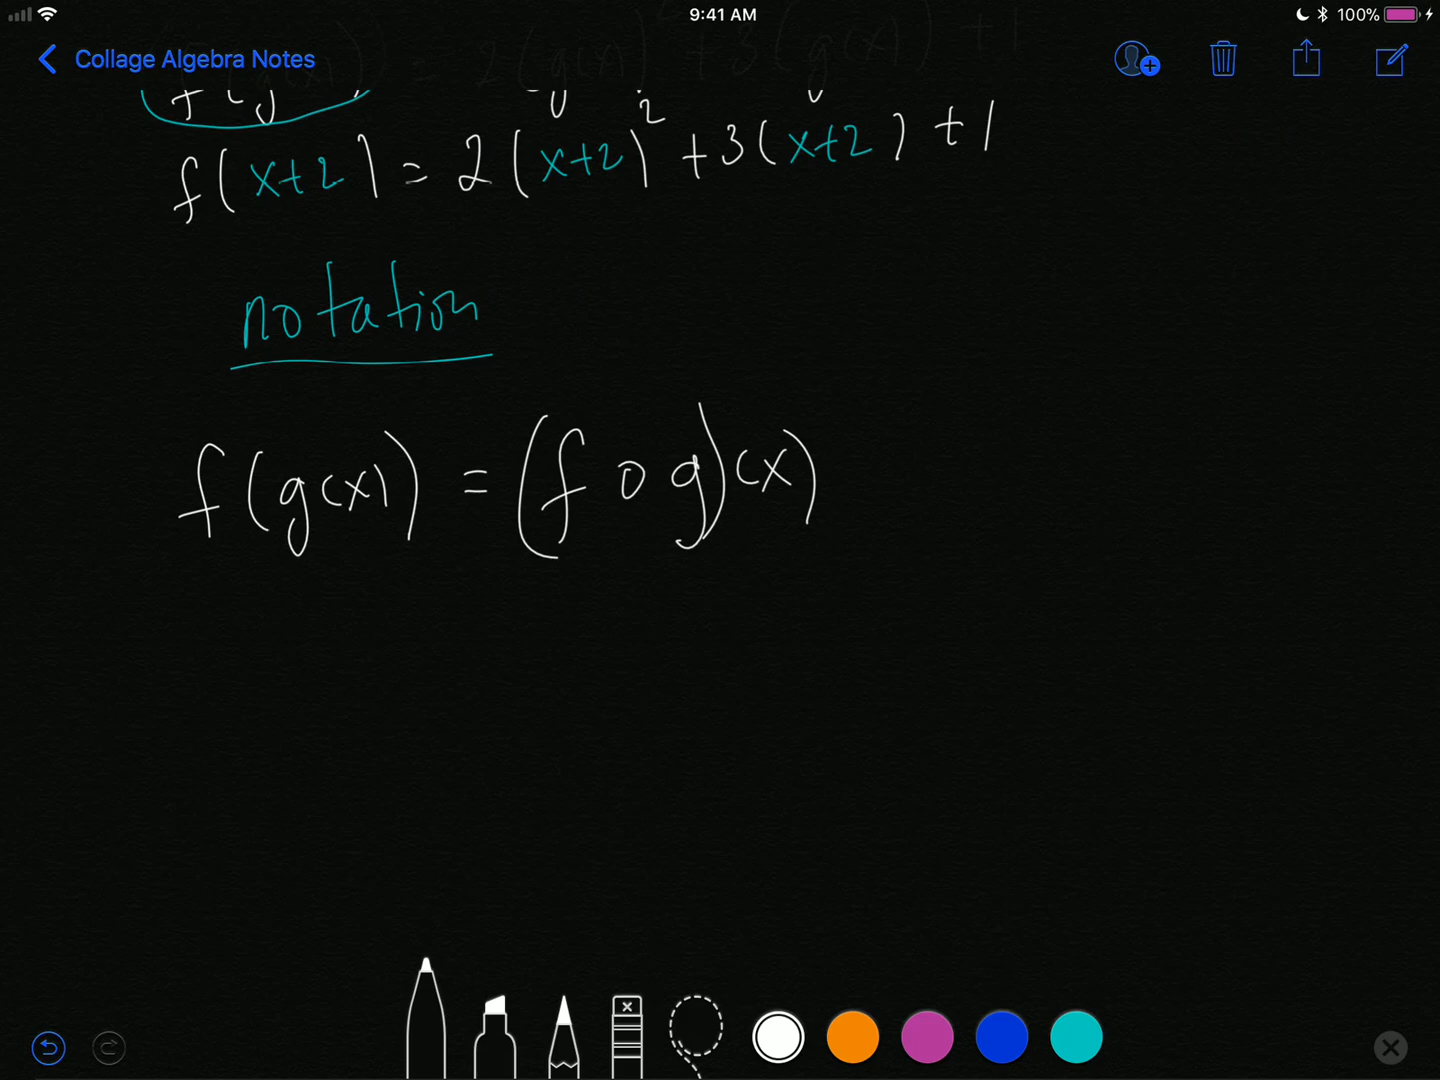 9:41 AM 100%
Collage Algebra Notes
f(x+2) = 2(x+2)² +3(x+2) +1
notation
f(g(x)) = (f o g)(x)